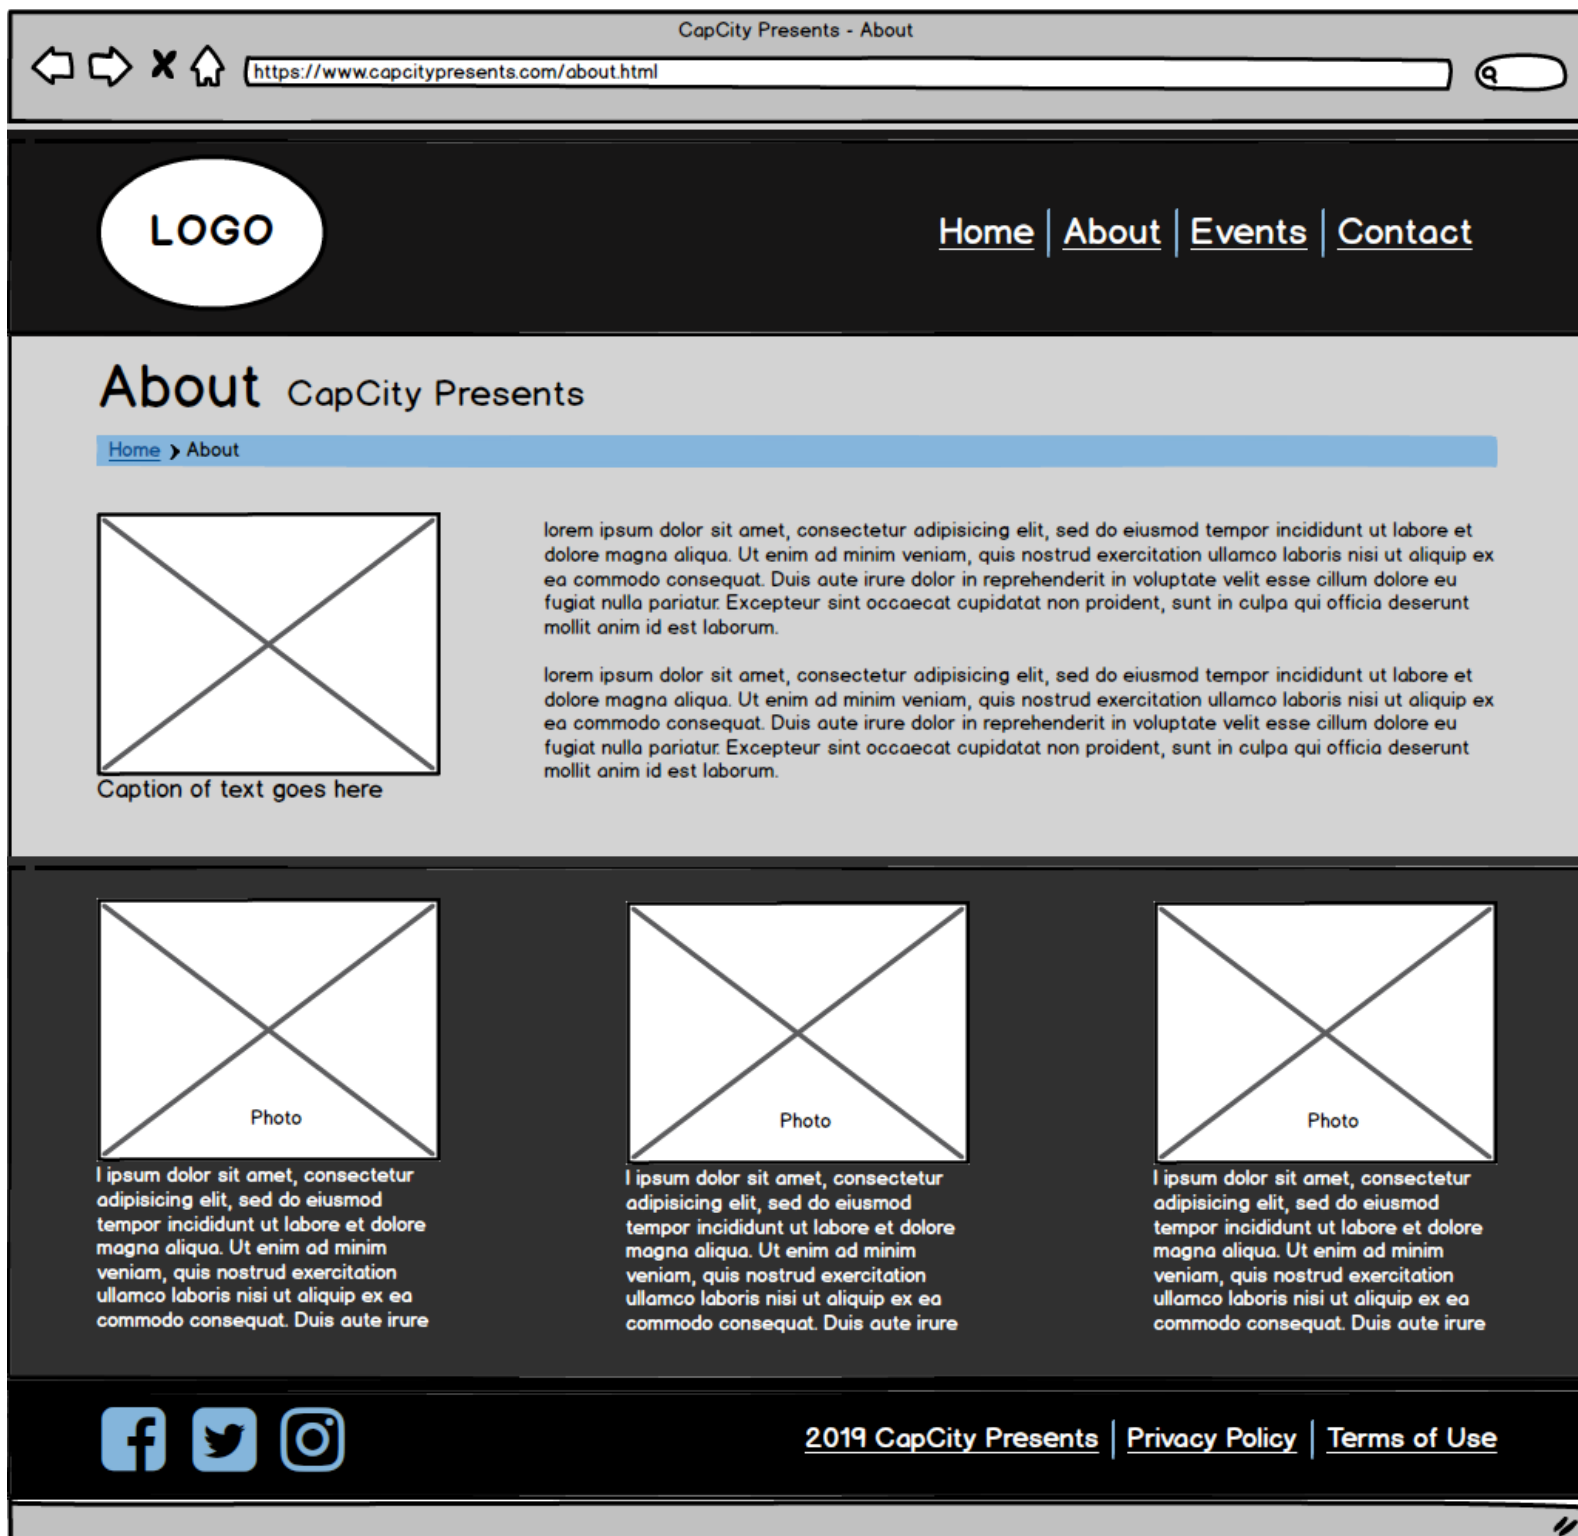 CapCity Presents - About
https://www.capcitypresents.com/about.html
LOGO
Home About Events Contact
About CapCity Presents
Home About
lorem ipsum dolor sit amet, consectetur adipisicing elit, sed do eiusmod tempor incididunt ut labore et
dolore magna aliqua. Ut enim ad minim veniam, quis nostrud exercitation ullamco laboris nisi ut aliquip ex
ea commodo consequat. Duis aute irure dolor in reprehenderit in voluptate velit esse cillum dolore eu
fugiat nulla pariatur. Excepteur sint occaecat cupidatat non proident, sunt in culpa qui officia deserunt
mollit anim id est laborum.
lorem ipsum dolor sit amet, consectetur adipisicing elit, sed do eiusmod tempor incididunt ut labore et
dolore magna aliqua. Ut enim ad minim veniam, quis nostrud exercitation ullamco laboris nisi ut aliquip ex
ea commodo consequat. Duis aute irure dolor in reprehenderit in voluptate velit esse cillum dolore eu
fugiat nulla pariatur. Excepteur sint occaecat cupidatat non proident, sunt in culpa qui officia deserunt
mollit anim id est laborum.
Caption of text goes here
Photo
l ipsum dolor sit amet, consectetur
adipisicing elit, sed do eiusmod
tempor incididunt ut labore et dolore
magna aliqua. Ut enim ad minim
veniam, quis nostrud exercitation
ullamco laboris nisi ut aliquip ex ea
commodo consequat. Duis aute irure
Photo
l ipsum dolor sit amet, consectetur
adipisicing elit, sed do eiusmod
tempor incididunt ut labore et dolore
magna aliqua. Ut enim ad minim
veniam, quis nostrud exercitation
ullamco laboris nisi ut aliquip ex ea
commodo consequat. Duis aute irure
Photo
l ipsum dolor sit amet, consectetur
adipisicing elit, sed do eiusmod
tempor incididunt ut labore et dolore
magna aliqua. Ut enim ad minim
veniam, quis nostrud exercitation
ullamco laboris nisi ut aliquip ex ea
commodo consequat. Duis aute irure
2019 CapCity Presents Privacy Policy Terms of Use